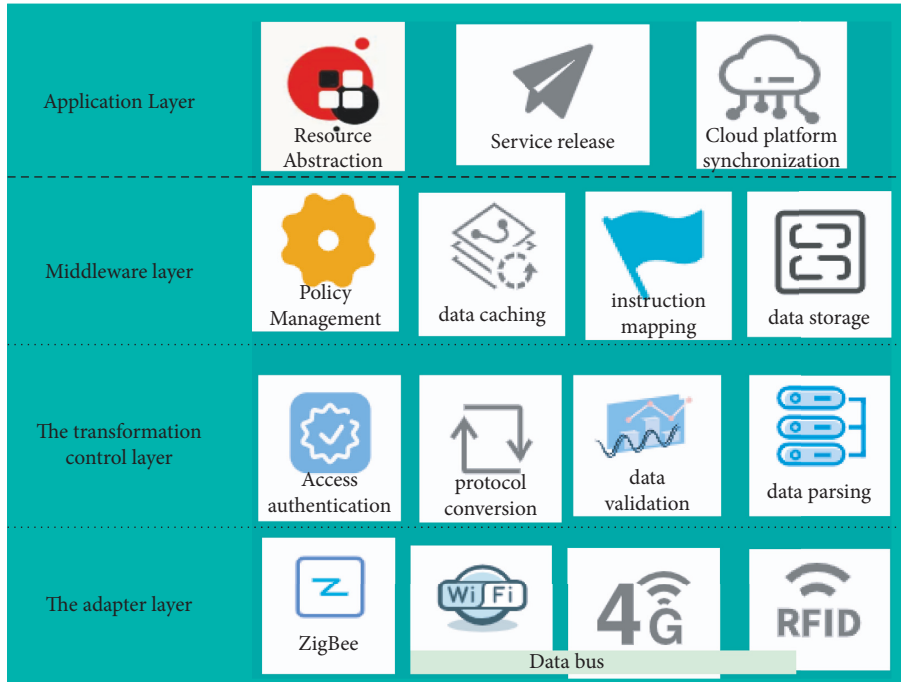 Application Layer
Resource
Abstraction
Service release
Cloud platform
synchronization
Middleware layer
Policy
Management
data caching
instruction
mapping
data storage
The transformation
control layer
Access
authentication
protocol
conversion
data
validation
data parsing
The adapter layer
Z
ZigBee
Wi Fi
4G
RFID
Data bus